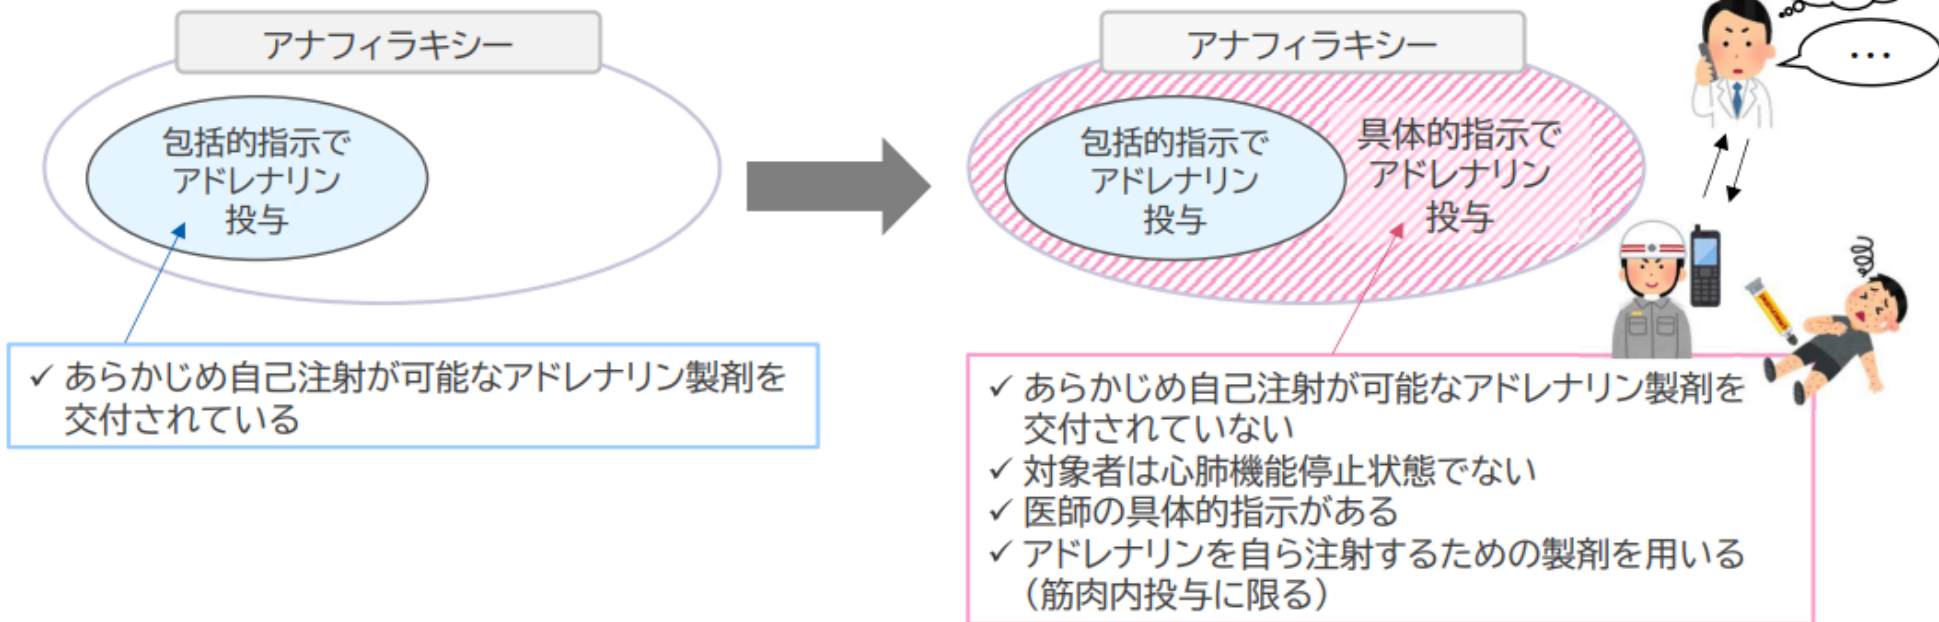 アナフィラキシー
包括的指示で
アドレナリン
投与
✓ あらかじめ自己注射が可能なアドレナリン製剤を
交付されている
アナフィラキシー
包括的指示で
アドレナリン
投与
具体的指示で
アドレナリン
投与
…
✓ あらかじめ自己注射が可能なアドレナリン製剤を
交付されていない
✓ 対象者は心肺機能停止状態でない
✓ 医師の具体的指示がある
✓ アドレナリンを自ら注射するための製剤を用いる
(筋肉内投与に限る)